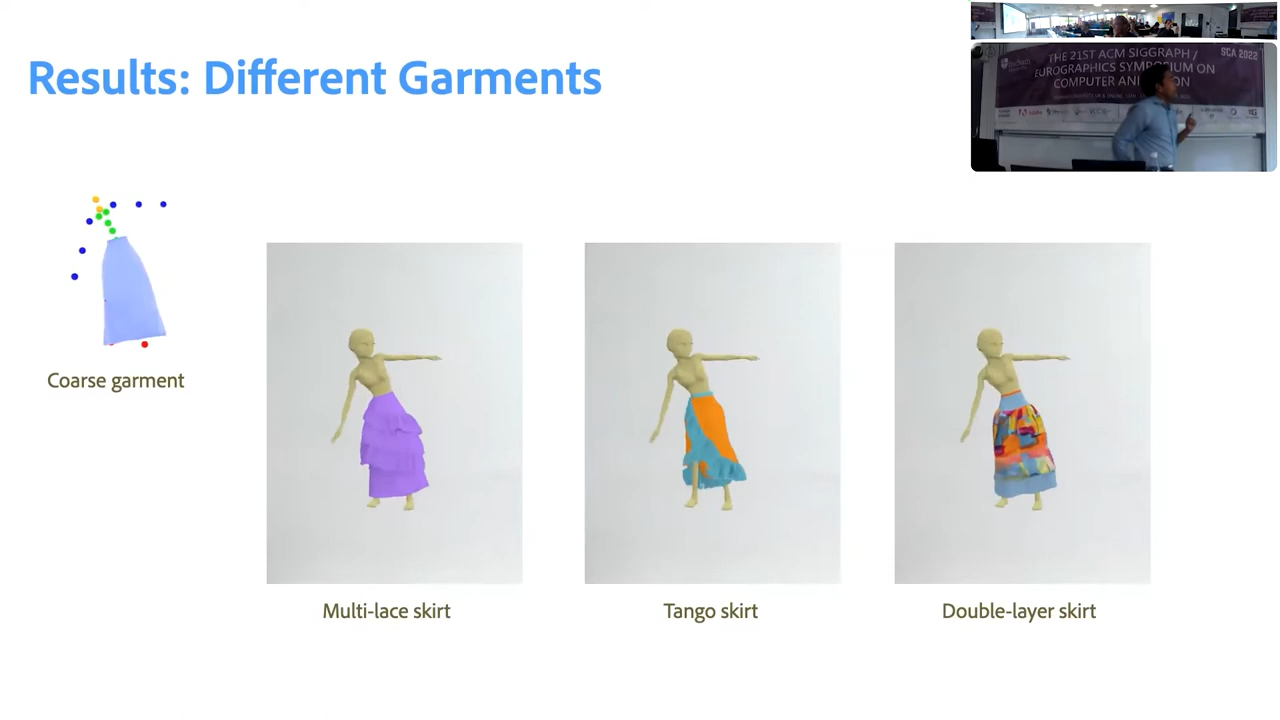 Results: Different Garments
THE 21ST ACM SIGGRAPH /
EUROGRAPHICS SYMPOSIUM ON
COMPUTER
SCA 2022
Coarse garment
Multi-lace skirt
Tango skirt
Double-layer skirt